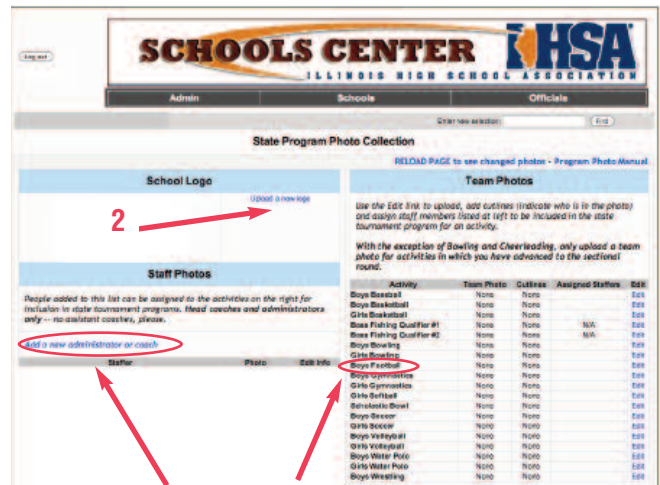 Log out
SCHOOLS CENTER IHSA
ILLINOIS HIGH SCHOOL ASSOCIATION
Admin Schools Officials
Enter new selection: Find
State Program Photo Collection
RELOAD PAGE to see changed photos - Program Photo Manual
School Logo
Upload a new logo
2
Staff Photos
People added to this list can be assigned to the activities on the right for
inclusion in state tournament programs. Head coaches and administrators
only -- no assistant coaches, please.
Add a new administrator or coach
Staffer Photo Edit Info
Team Photos
Use the Edit link to upload, add cutlines (indicate who is in the photo)
and assign staff members listed at left to be included in the state
tournament program for an activity.
With the exception of Bowling and Cheerleading, only upload a team
photo for activities in which you have advanced to the sectional
round.
Activity Team Photo Cutlines Assigned Staffers Edit
Boys Baseball None None Edit
Boys Basketball None None Edit
Girls Basketball None None Edit
Bass Fishing Qualifier #1 None None N/A Edit
Bass Fishing Qualifier #2 None None N/A Edit
Boys Bowling None None Edit
Girls Bowling None None Edit
Boys Football None None Edit
Boys Gymnastics None None Edit
Girls Gymnastics None None Edit
Girls Softball None None Edit
Scholastic Bowl None None Edit
Boys Soccer None None Edit
Girls Soccer None None Edit
Boys Volleyball None None Edit
Girls Volleyball None None Edit
Boys Water Polo None None Edit
Girls Water Polo None None Edit
Boys Wrestling None None Edit